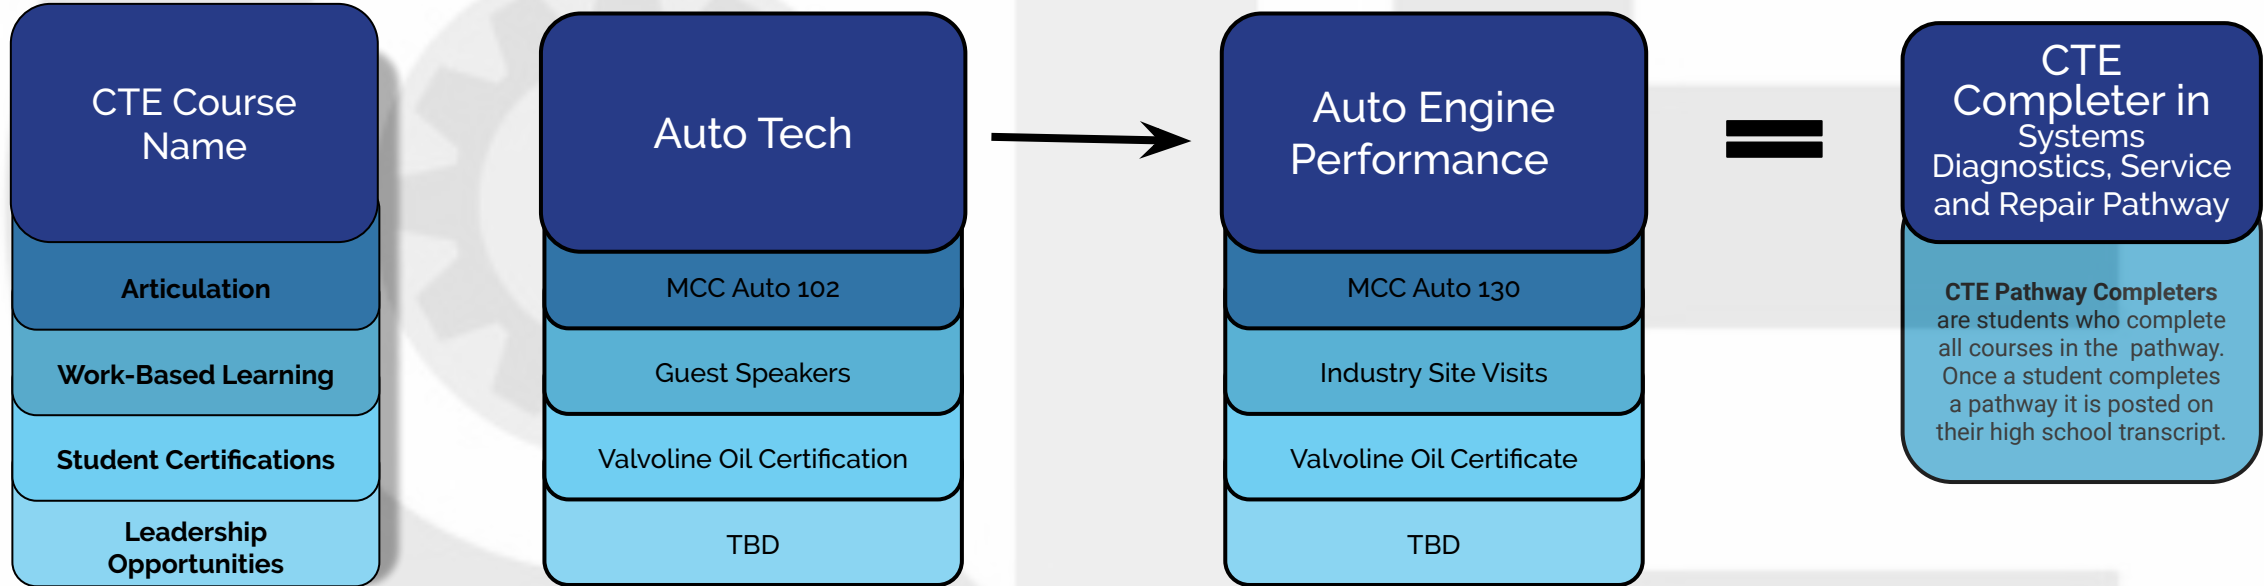 CTE Course
Name
Articulation
Work-Based Learning
Student Certifications
Leadership
Opportunities
Auto Tech
MCC Auto 102
Guest Speakers
Valvoline Oil Certification
TBD
Auto Engine
Performance
MCC Auto 130
Industry Site Visits
Valvoline Oil Certificate
TBD
=
CTE
Completer in
Systems
Diagnostics, Service
and Repair Pathway
CTE Pathway Completers
are students who complete
all courses in the pathway.
Once a student completes
a pathway it is posted on
their high school transcript.